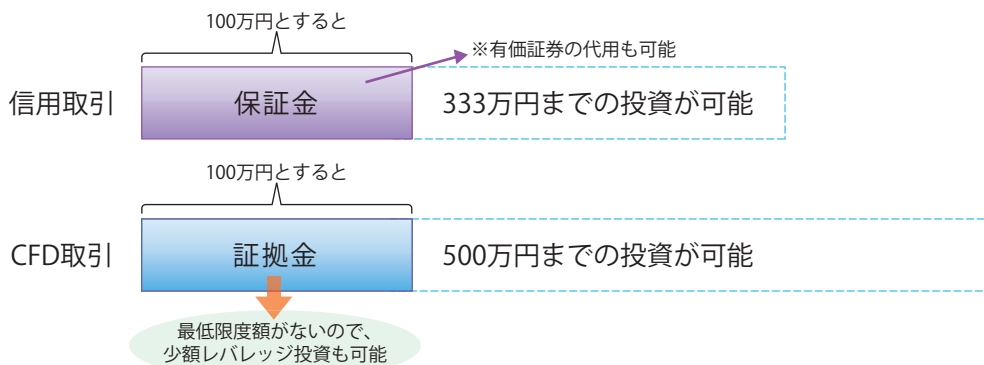 100万円とすると
※有価証券の代用も可能
信用取引
保証金
333万円までの投資が可能
100万円とすると
CFD取引
証拠金
500万円までの投資が可能
最低限度額がないので、
少額レバレッジ投資も可能